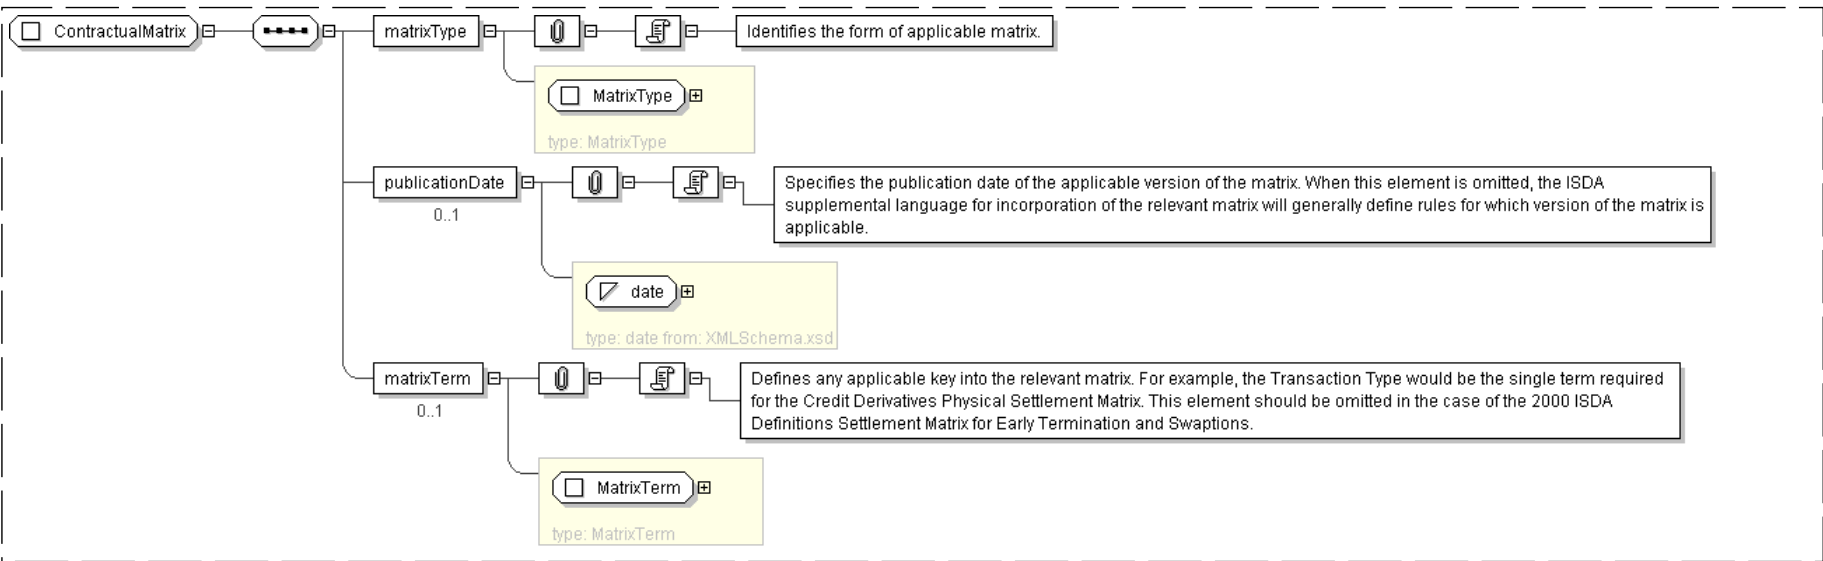 ContractualMatrix
matrixType
Identifies the form of applicable matrix.
MatrixType
type: MatrixType
publicationDate
0..1
Specifies the publication date of the applicable version of the matrix. When this element is omitted, the ISDA
supplemental language for incorporation of the relevant matrix will generally define rules for which version of the matrix is
applicable.
date
type: date from: XMLSchema.xsd
matrixTerm
0..1
Defines any applicable key into the relevant matrix. For example, the Transaction Type would be the single term required
for the Credit Derivatives Physical Settlement Matrix. This element should be omitted in the case of the 2000 ISDA
Definitions Settlement Matrix for Early Termination and Swaptions.
MatrixTerm
type: MatrixTerm